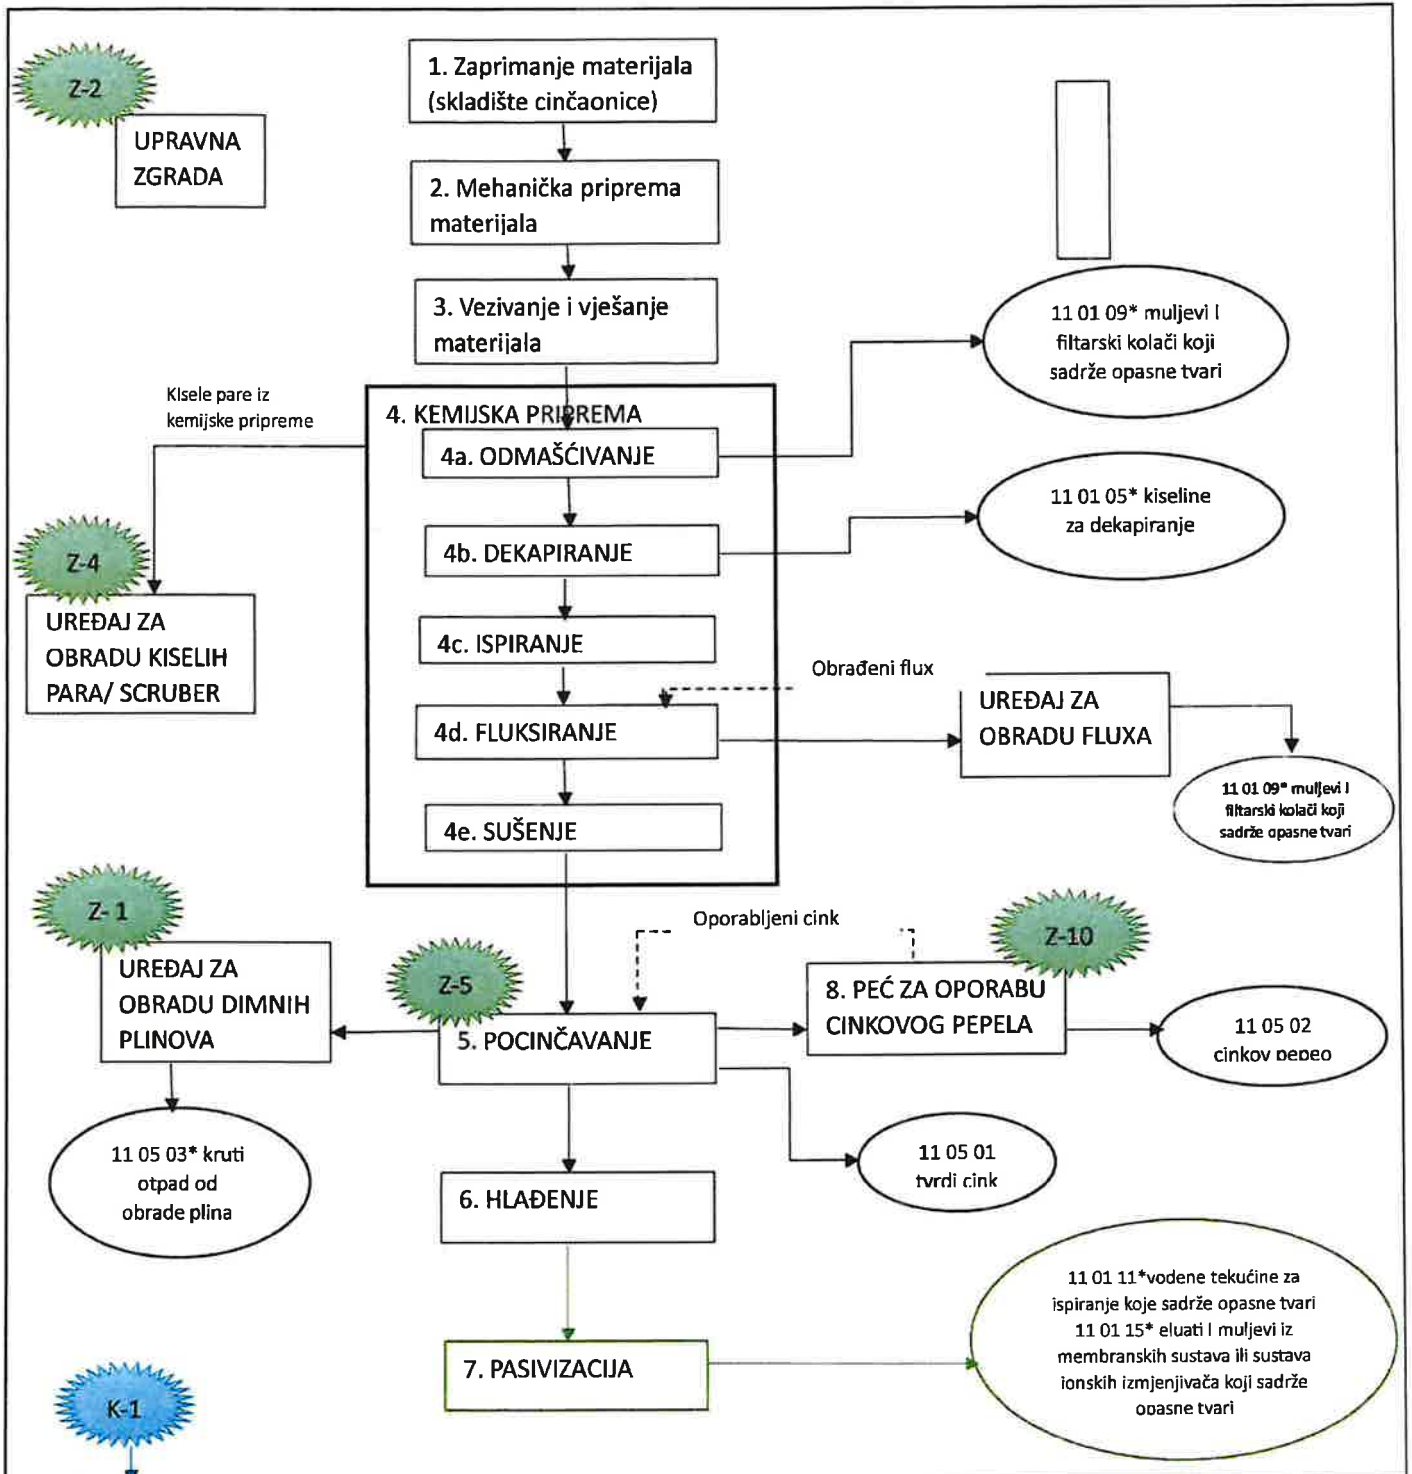 Z-2
UPRAVNA
ZGRADA
1. Zaprimanje materijala
(skladište cinčaonice)
2. Mehanička priprema
materijala
3. Vezivanje i vješanje
materijala
11 01 09* muljevi I
filtarski kolači koji
sadrže opasne tvari
Kisele pare iz
kemijske pripreme
4. KEMIJSKA PRIPREMA
4a. ODMAŠĆIVANJE
11 01 05* kiseline
za dekapiranje
4b. DEKAPIRANJE
Z-4
UREĐAJ ZA
OBRADU KISELIH
PARA/ SCRUBER
4c. ISPIRANJE
Obrađeni flux
4d. FLUKSIRANJE
UREĐAJ ZA
OBRADU FLUXA
11 01 09* muljevi I
filtarski kolači koji
sadrže opasne tvari
4e. SUŠENJE
Z- 1
UREĐAJ ZA
OBRADU DIMNIH
PLINOVA
Oporabljeni cink
Z-10
Z-5
5. POCINČAVANJE
8. PEĆ ZA OPORABU
CINKOVOG PEPELA
11 05 02
cinkov pepeo
11 05 03* kruti
otpad od
obrade plina
11 05 01
tvrdi cink
6. HLAĐENJE
7. PASIVIZACIJA
11 01 11*vodene tekućine za
ispiranje koje sadrže opasne tvari
11 01 15* eluati I muljevi iz
membranskih sustava ili sustava
ionskih izmjenjivača koji sadrže
opasne tvari
K-1